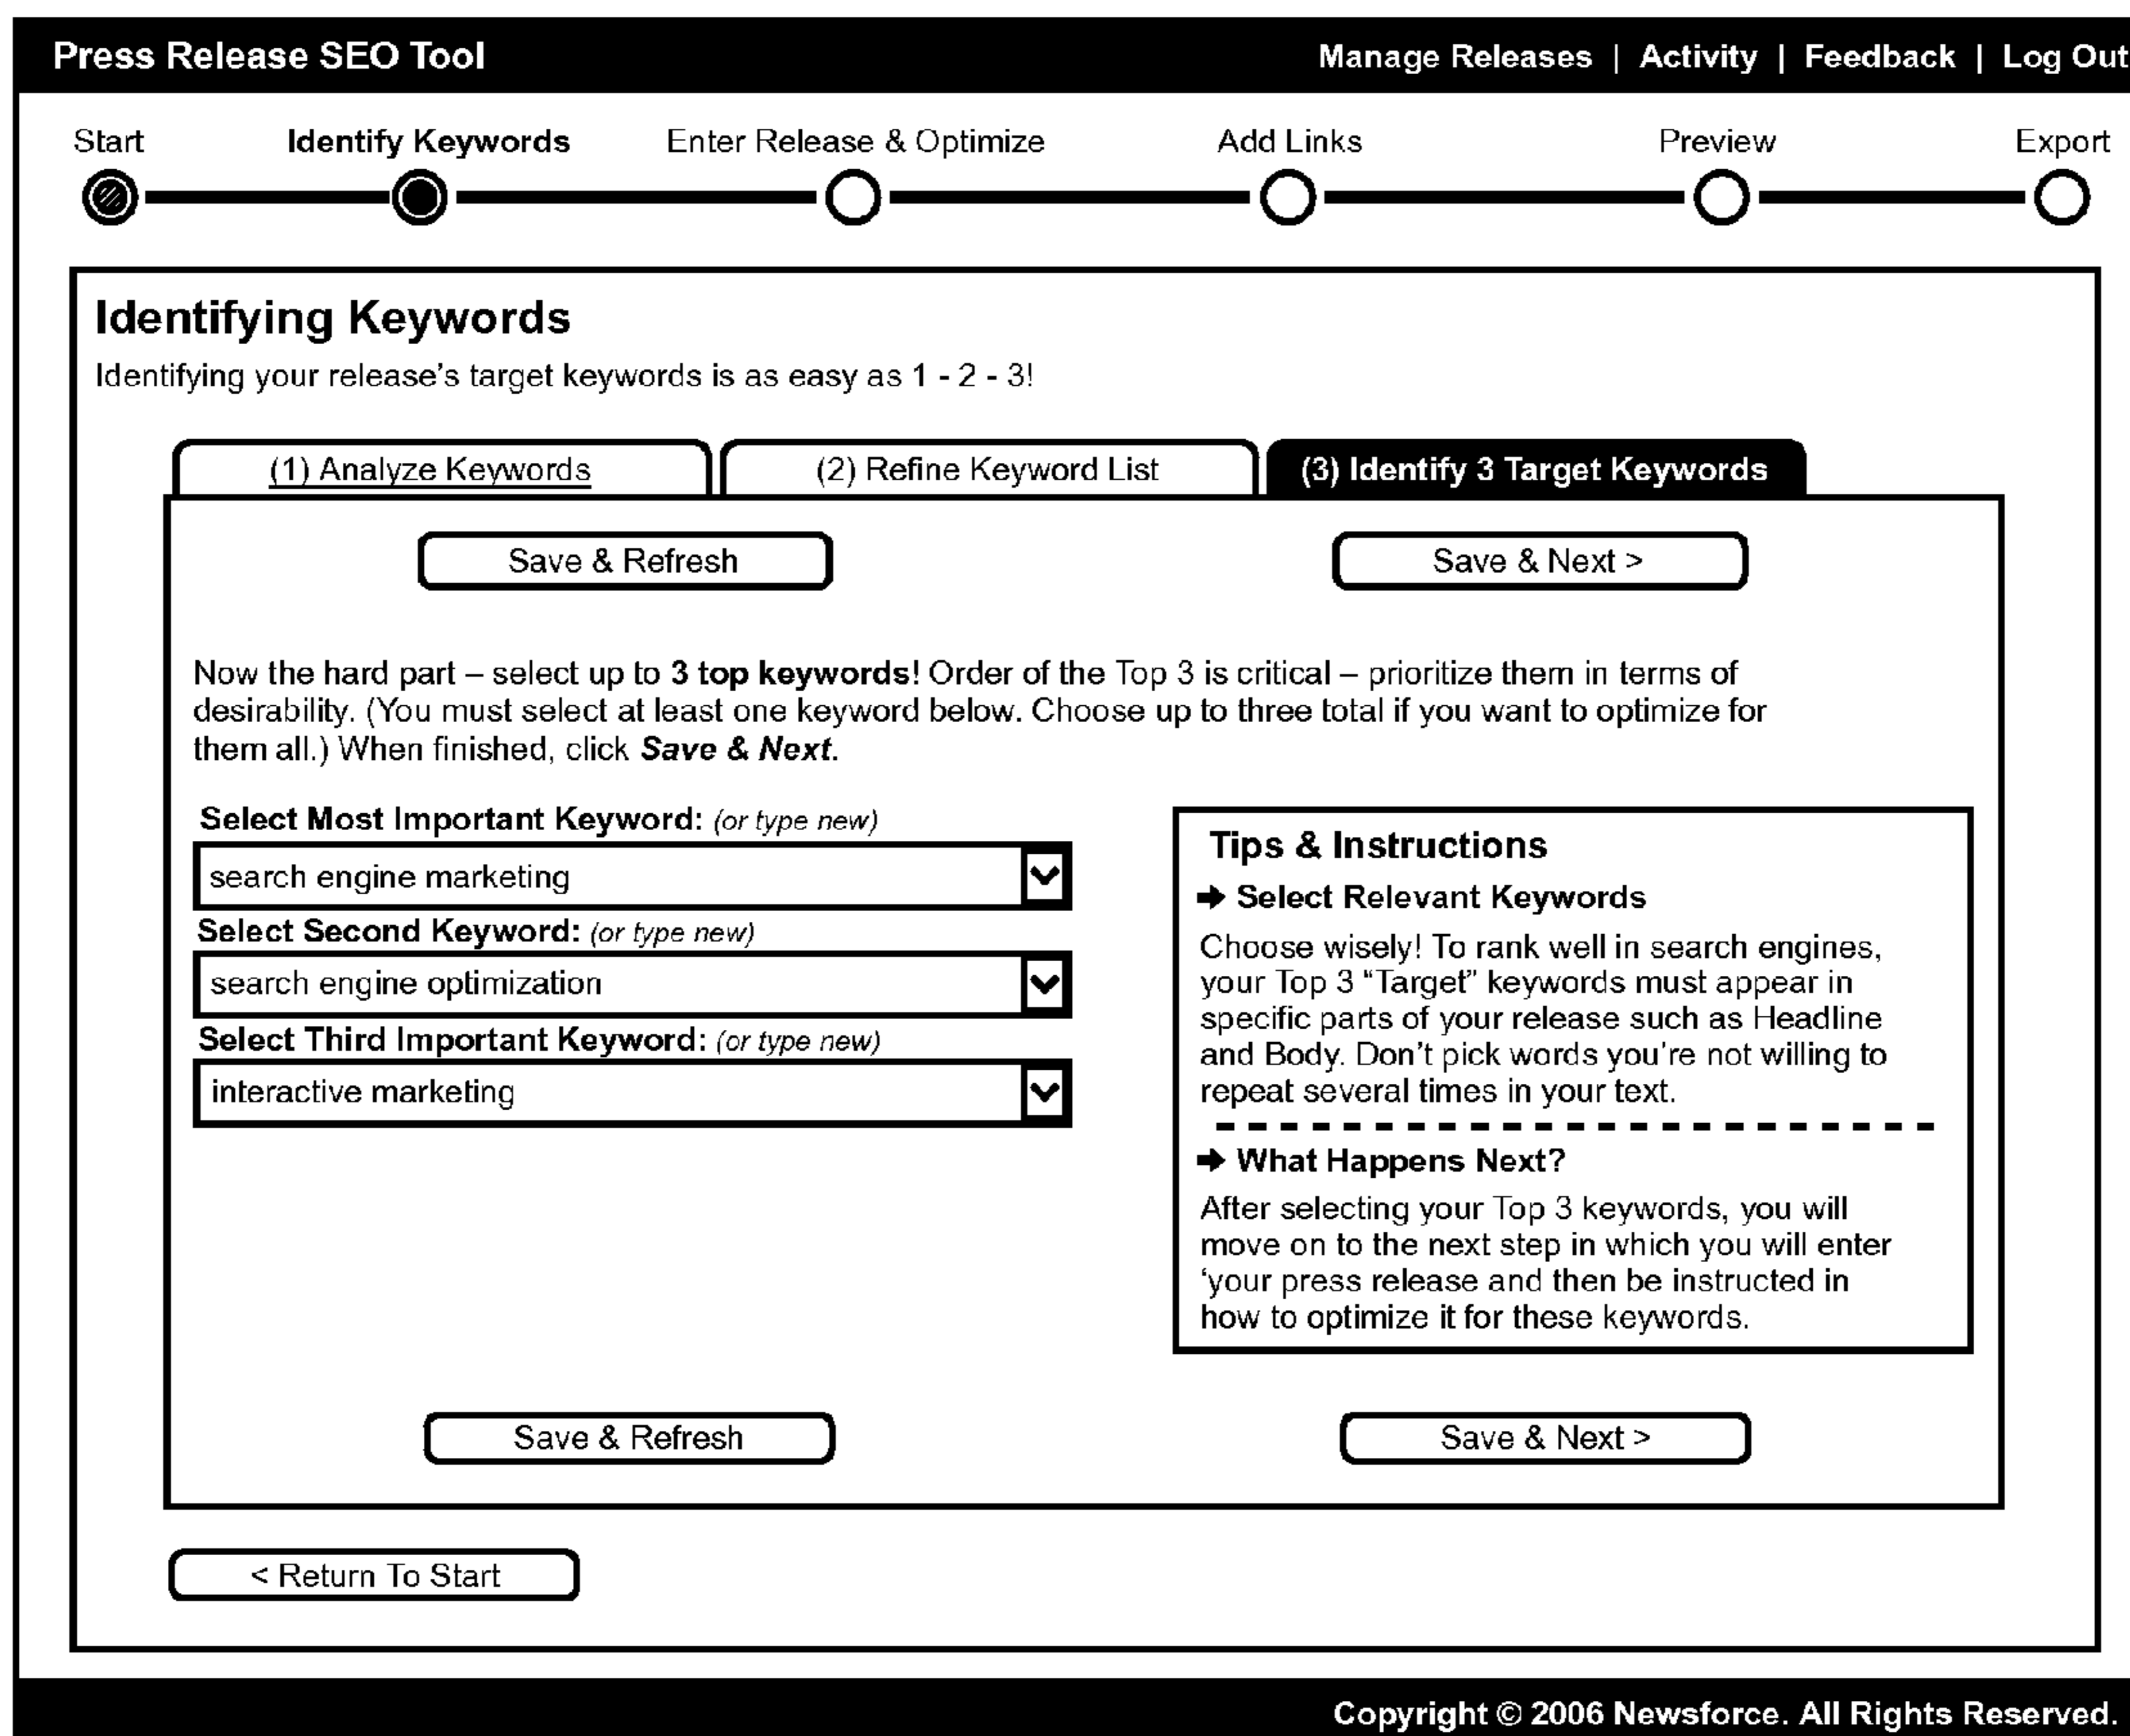 Press Release SEO Tool
Manage Releases | Activity | Feedback | Log Out
Start
Identify Keywords
Enter Release & Optimize
Add Links
Preview
Export
Identifying Keywords
Identifying your release's target keywords is as easy as 1 - 2 - 3!
(1) Analyze Keywords
(2) Refine Keyword List
(3) Identify 3 Target Keywords
Save & Refresh
Save & Next >
Now the hard part – select up to 3 top keywords! Order of the Top 3 is critical – prioritize them in terms of
desirability. (You must select at least one keyword below. Choose up to three total if you want to optimize for
them all.) When finished, click Save & Next.
Select Most Important Keyword: (or type new)
search engine marketing
Select Second Keyword: (or type new)
search engine optimization
Select Third Important Keyword: (or type new)
interactive marketing
Tips & Instructions
➔ Select Relevant Keywords
Choose wisely! To rank well in search engines,
your Top 3 “Target” keywords must appear in
specific parts of your release such as Headline
and Body. Don't pick words you're not willing to
repeat several times in your text.
➔ What Happens Next?
After selecting your Top 3 keywords, you will
move on to the next step in which you will enter
‘your press release and then be instructed in
how to optimize it for these keywords.
Save & Refresh
Save & Next >
< Return To Start
Copyright © 2006 Newsforce. All Rights Reserved.